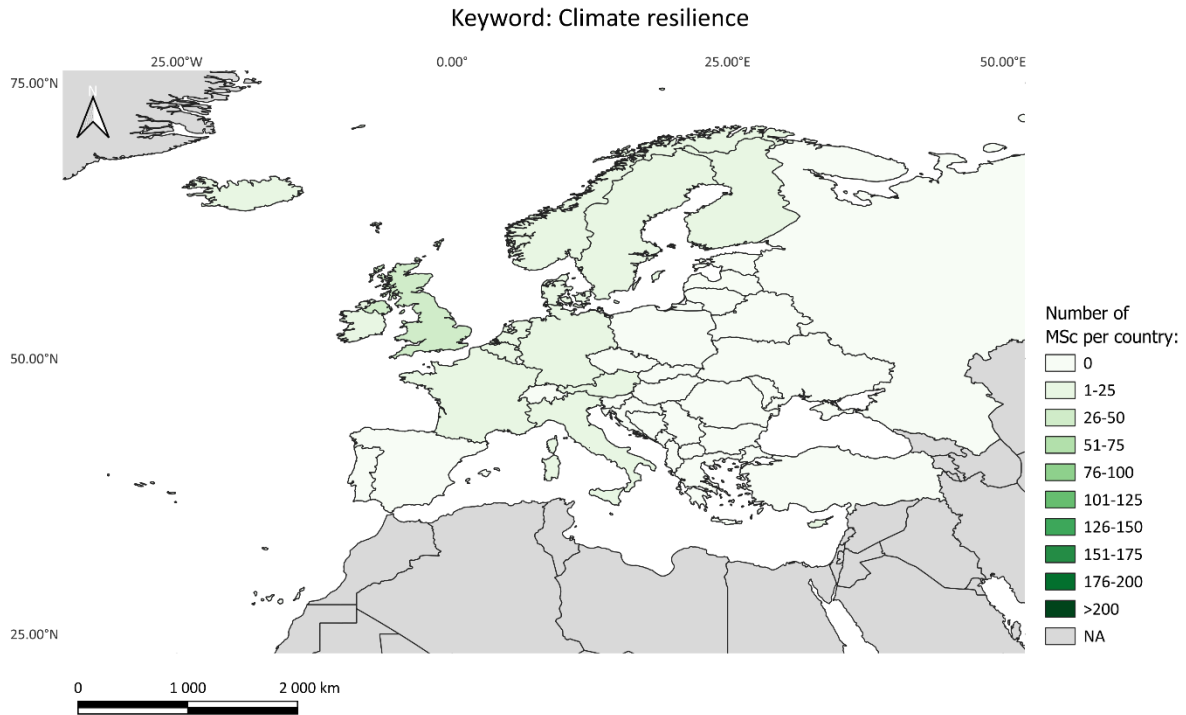 Keyword: Climate resilience
25.00°W 0.00° 25.00°E 50.00°E
75.00°N
N
50.00°N
25.00°N
Number of
MSc per country:
0
1-25
26-50
51-75
76-100
101-125
126-150
151-175
176-200
>200
NA
0 1 000 2 000 km